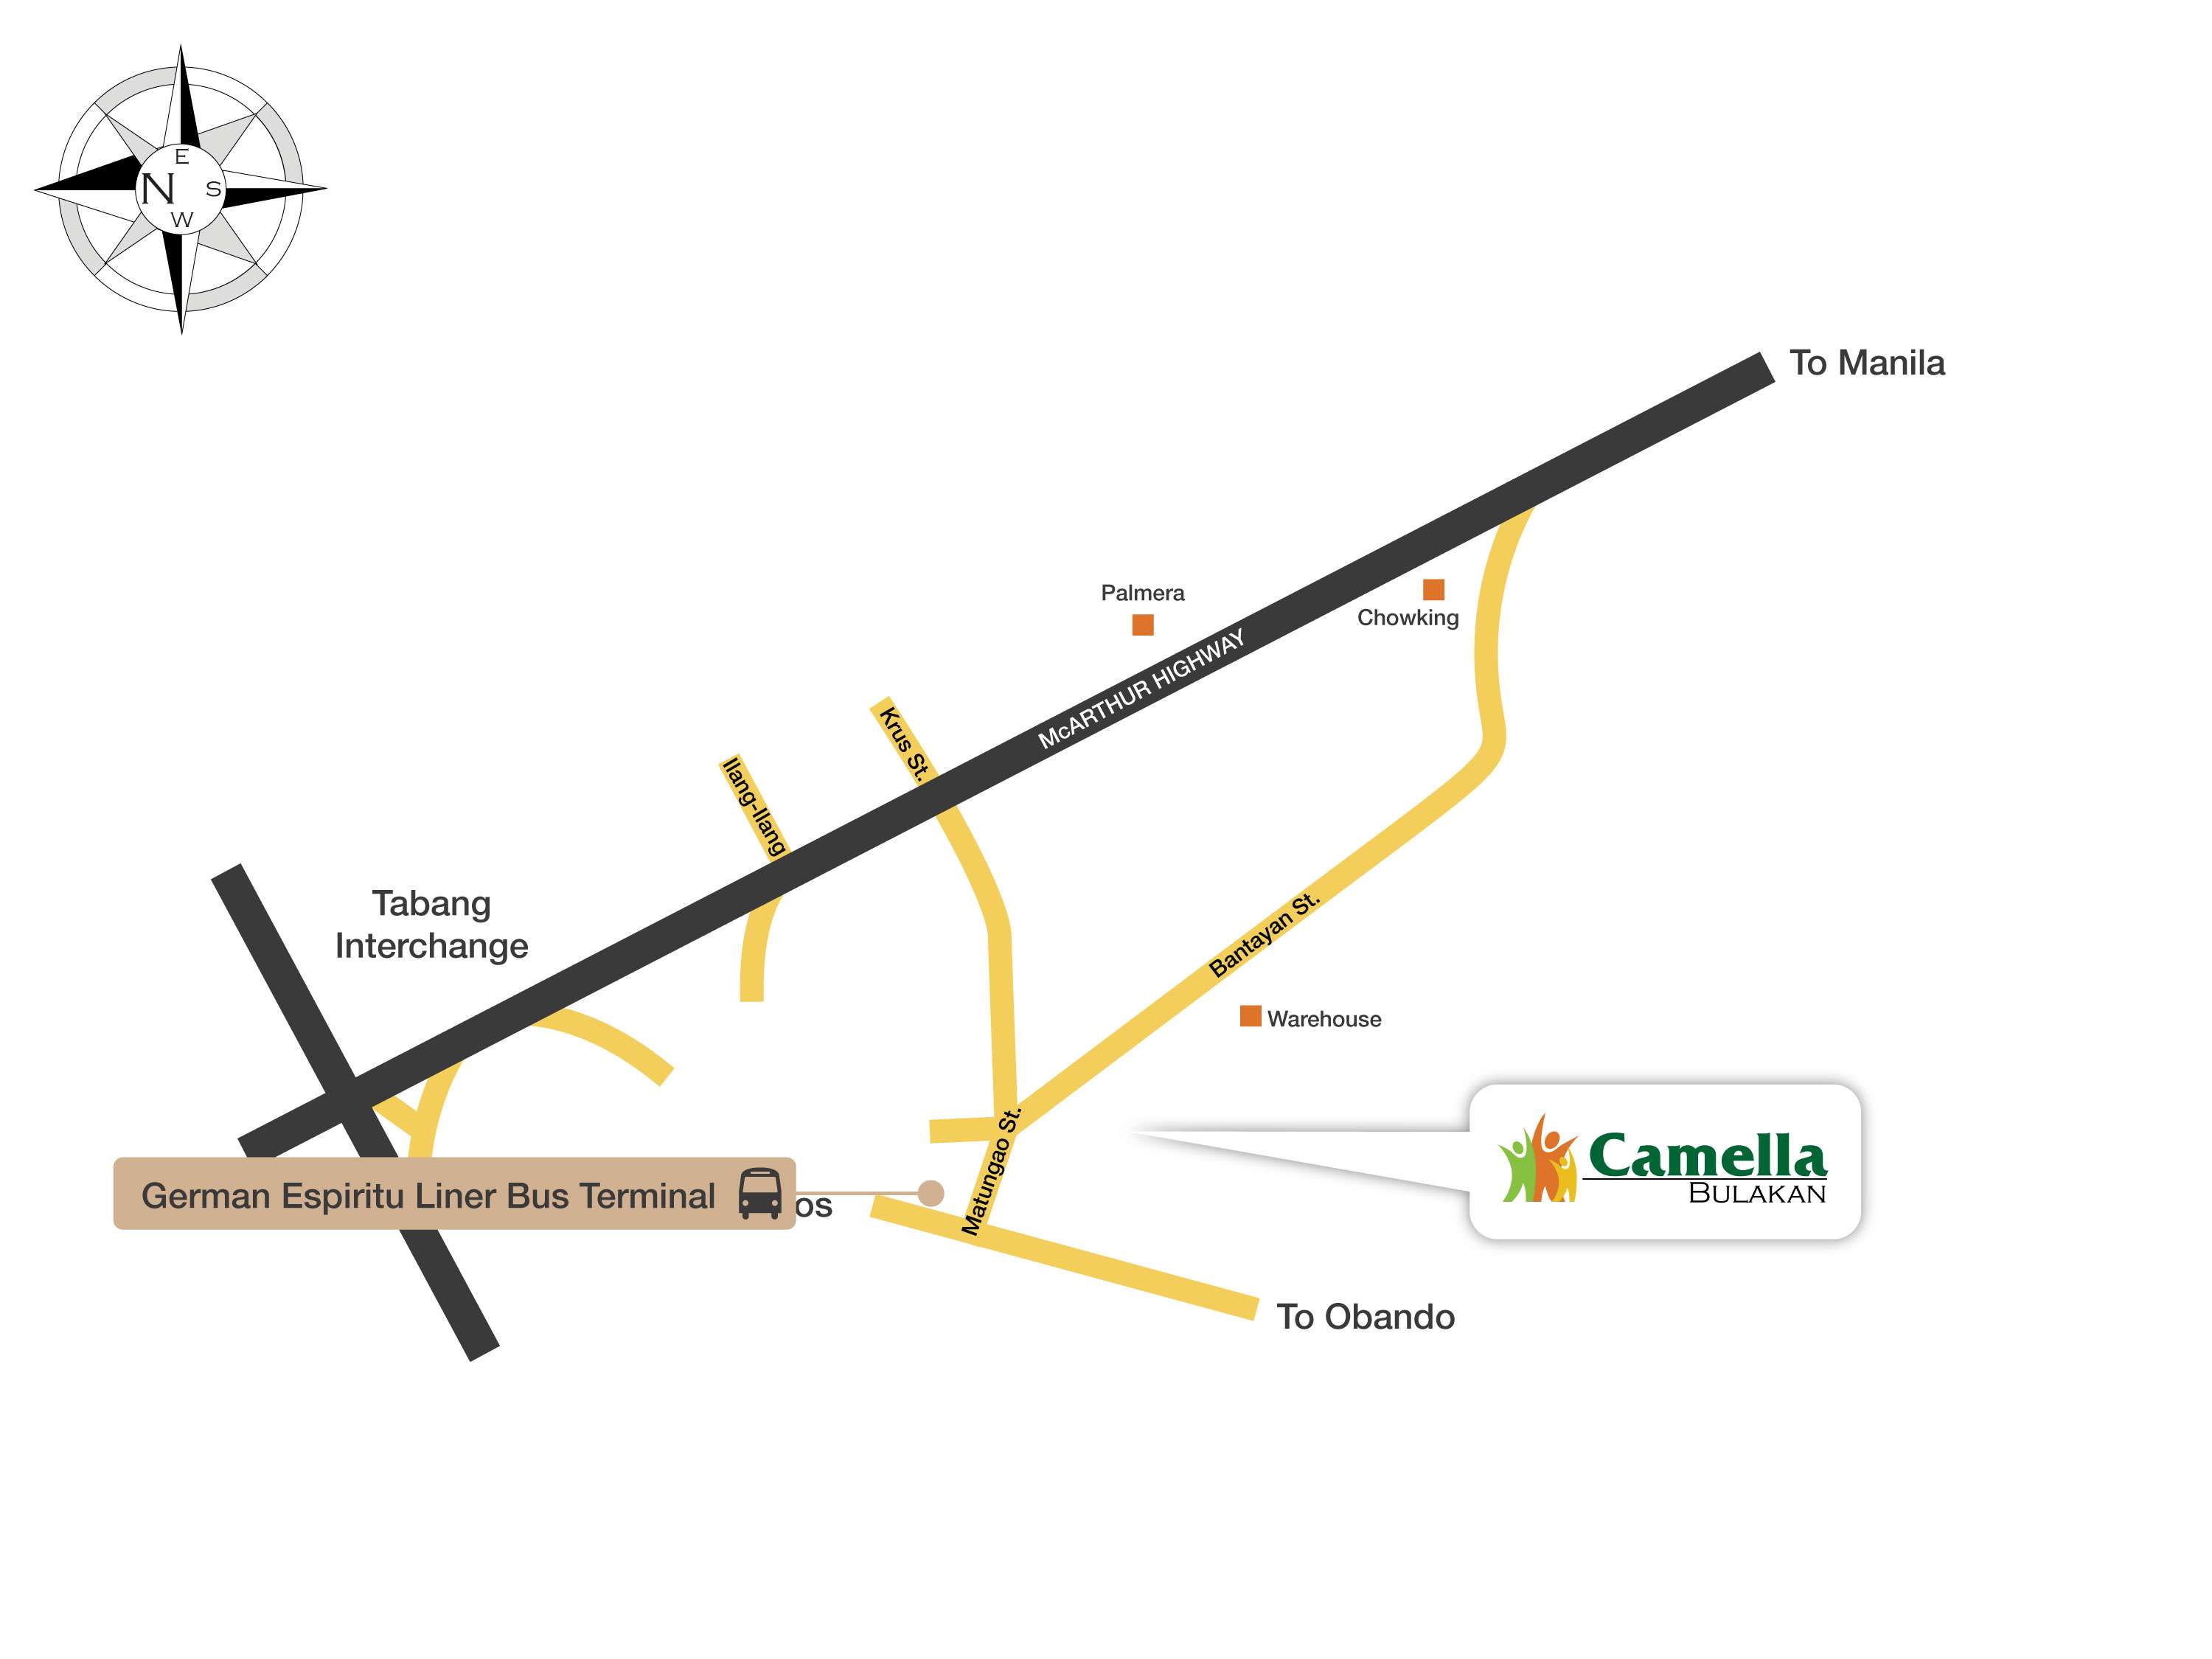 E
N S
W
To Manila
Palmera
Chowking
McARTHUR HIGHWAY
Krus St.
Ilang-Ilang
Tabang
Interchange
Bantayan St.
Warehouse
Matungao St.
Camella
BULAKAN
German Espiritu Liner Bus Terminal
os
To Obando